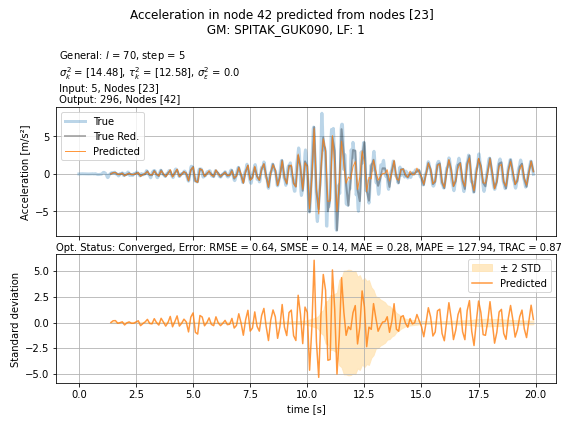 Acceleration in node 42 predicted from nodes [23]
GM: SPITAK_GUK090, LF: 1
General: l = 70, step = 5
σ²ₖ = [14.48], τ²ₖ = [12.58], σ²ε = 0.0
Input: 5, Nodes [23]
Output: 296, Nodes [42]
True
True Red.
Predicted
Acceleration [m/s²]
5
0
−5
Opt. Status: Converged, Error: RMSE = 0.64, SMSE = 0.14, MAE = 0.28, MAPE = 127.94, TRAC = 0.87
± 2 STD
Predicted
Standard deviation
5.0
2.5
0.0
−2.5
−5.0
0.0 2.5 5.0 7.5 10.0 12.5 15.0 17.5 20.0
time [s]